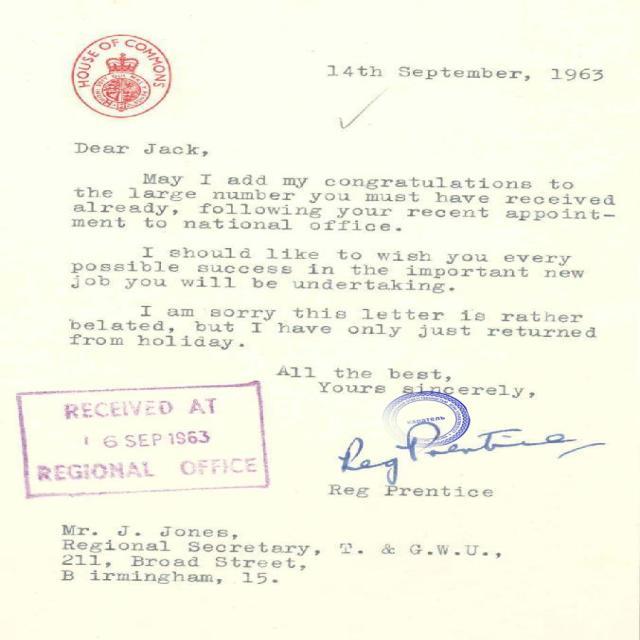 HOUSE OF COMMONS
14th September, 1963
Dear Jack,
May I add my congratulations to
the large number you must have received
already, following your recent appoint-
ment to national office.
I should like to wish you every
possible success in the important new
job you will be undertaking.
I am sorry this letter is rather
belated, but I have only just returned
from holiday.
All the best,
Yours sincerely,
Reg Prentice
Reg Prentice
RECEIVED AT
16 SEP 1963
REGIONAL OFFICE
Mr. J. Jones,
Regional Secretary, T. & G.W.U.,
211, Broad Street,
B irmingham, 15.